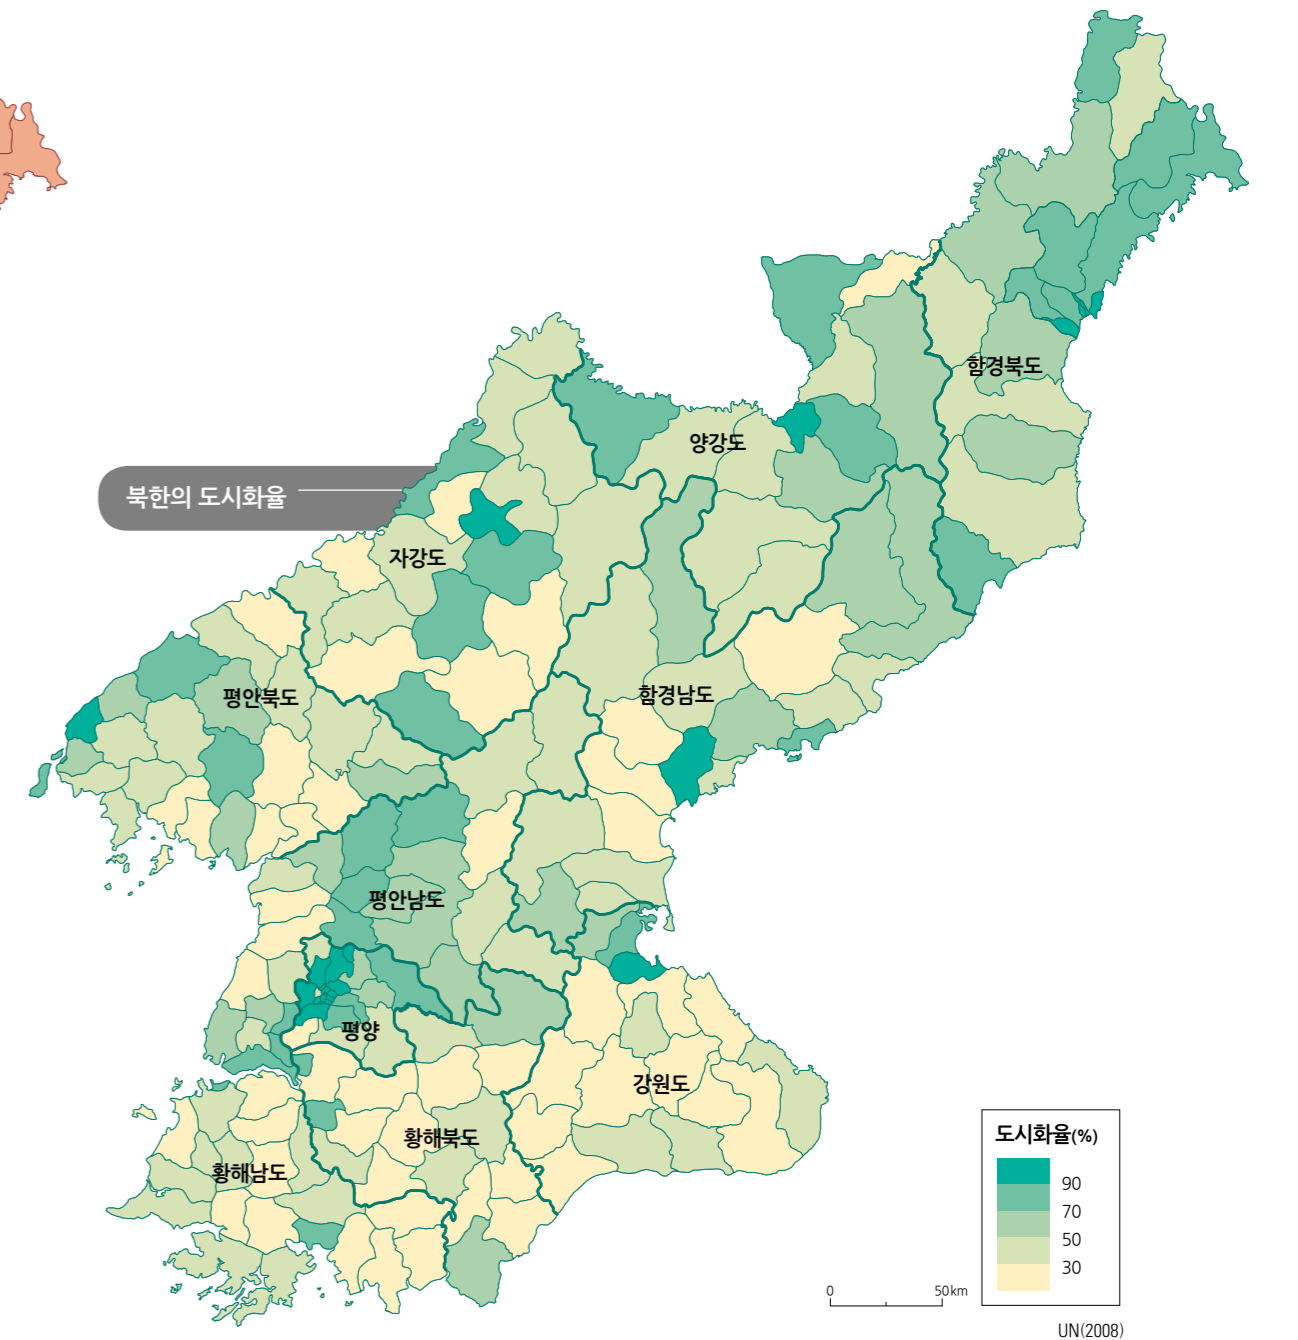 함경북도
양강도
북한의 도시화율
자강도
평안북도
함경남도
평안남도
평양
강원도
황해북도
황해남도
도시화율(%)
90
70
50
30
0 50km
UN(2008)